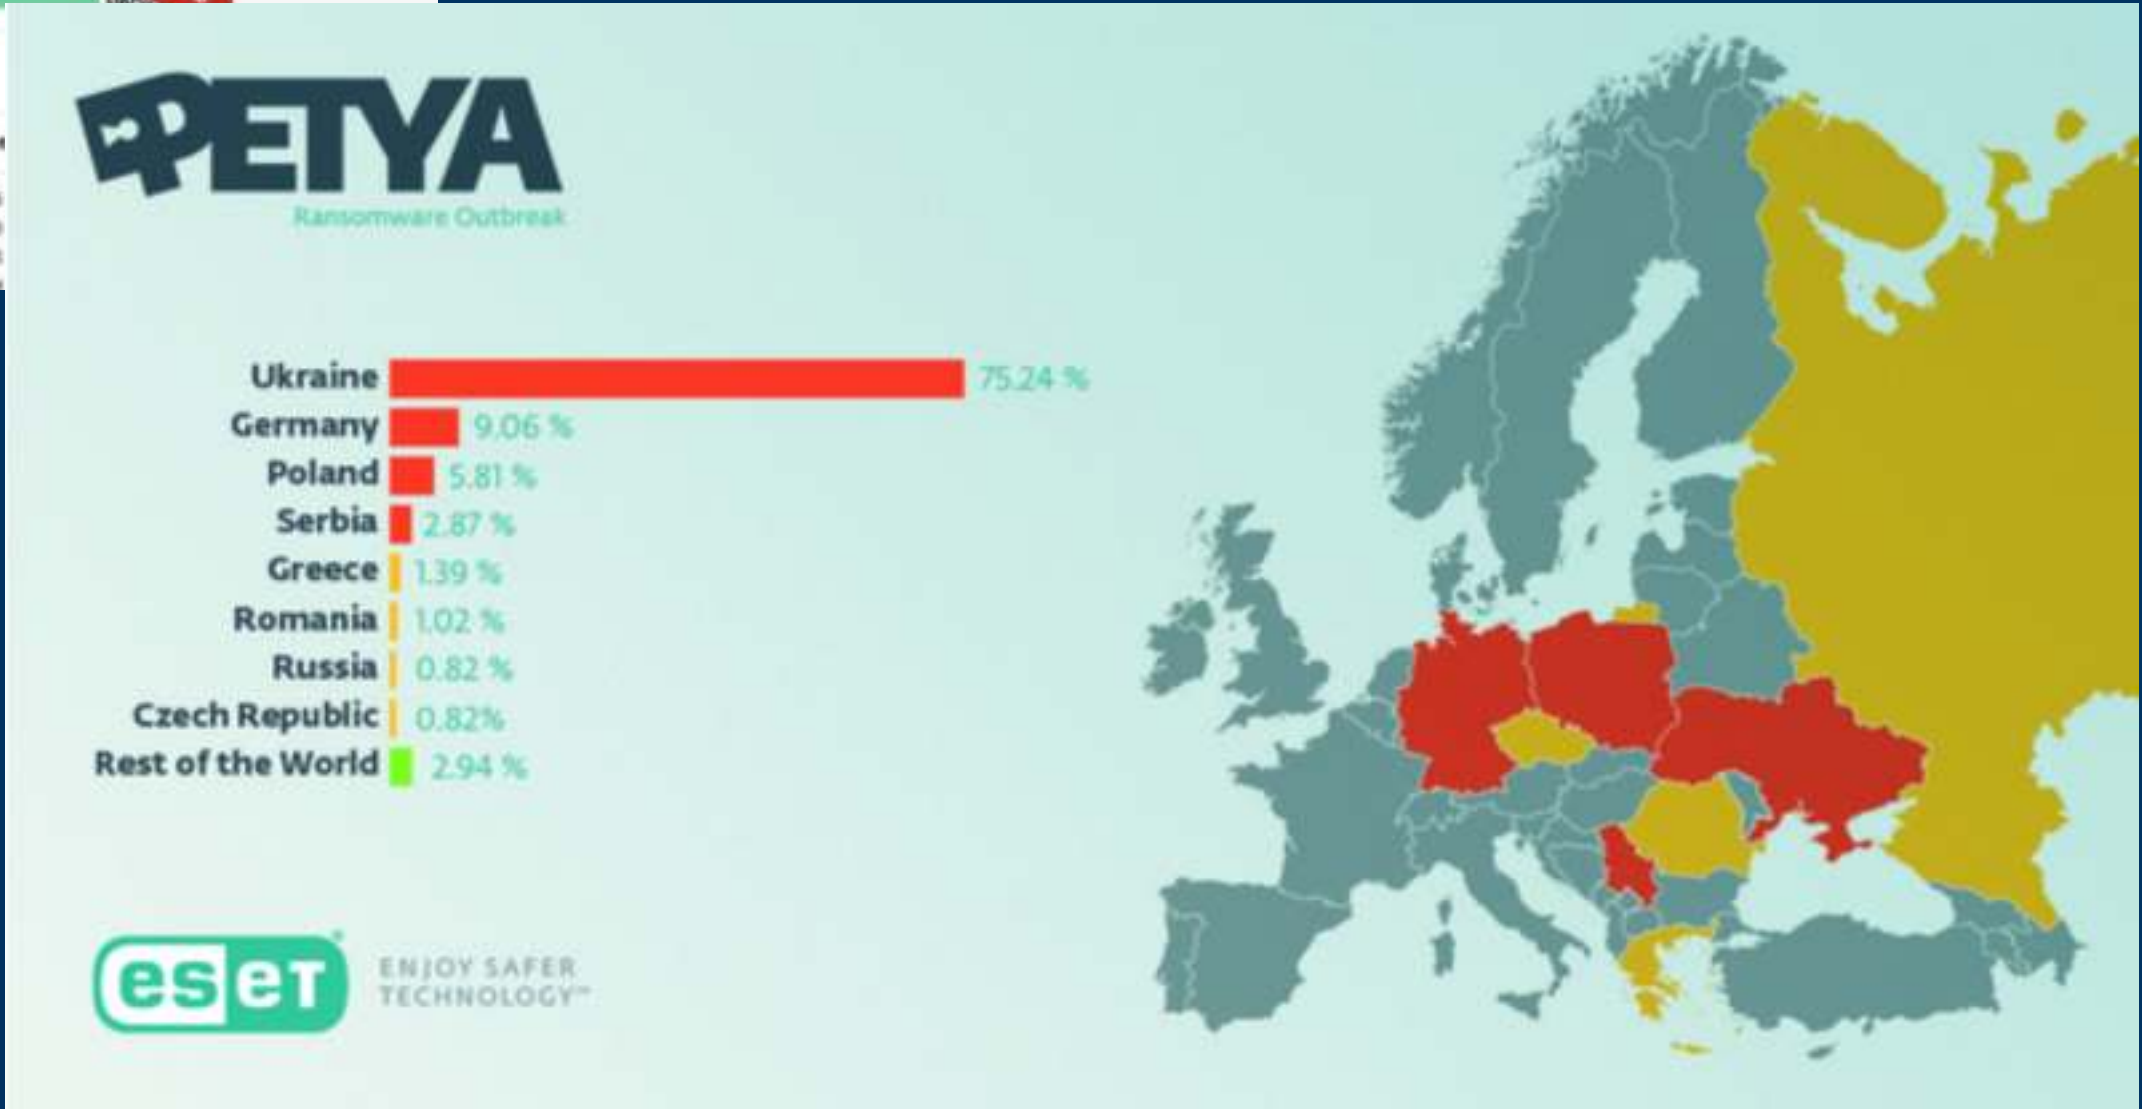 PETYA
Ransomware Outbreak
Ukraine 75.24 %
Germany 9.06 %
Poland 5.81 %
Serbia 2.87 %
Greece 1.39 %
Romania 1.02 %
Russia 0.82 %
Czech Republic 0.82%
Rest of the World 2.94 %
eseT®
ENJOY SAFER
TECHNOLOGY™